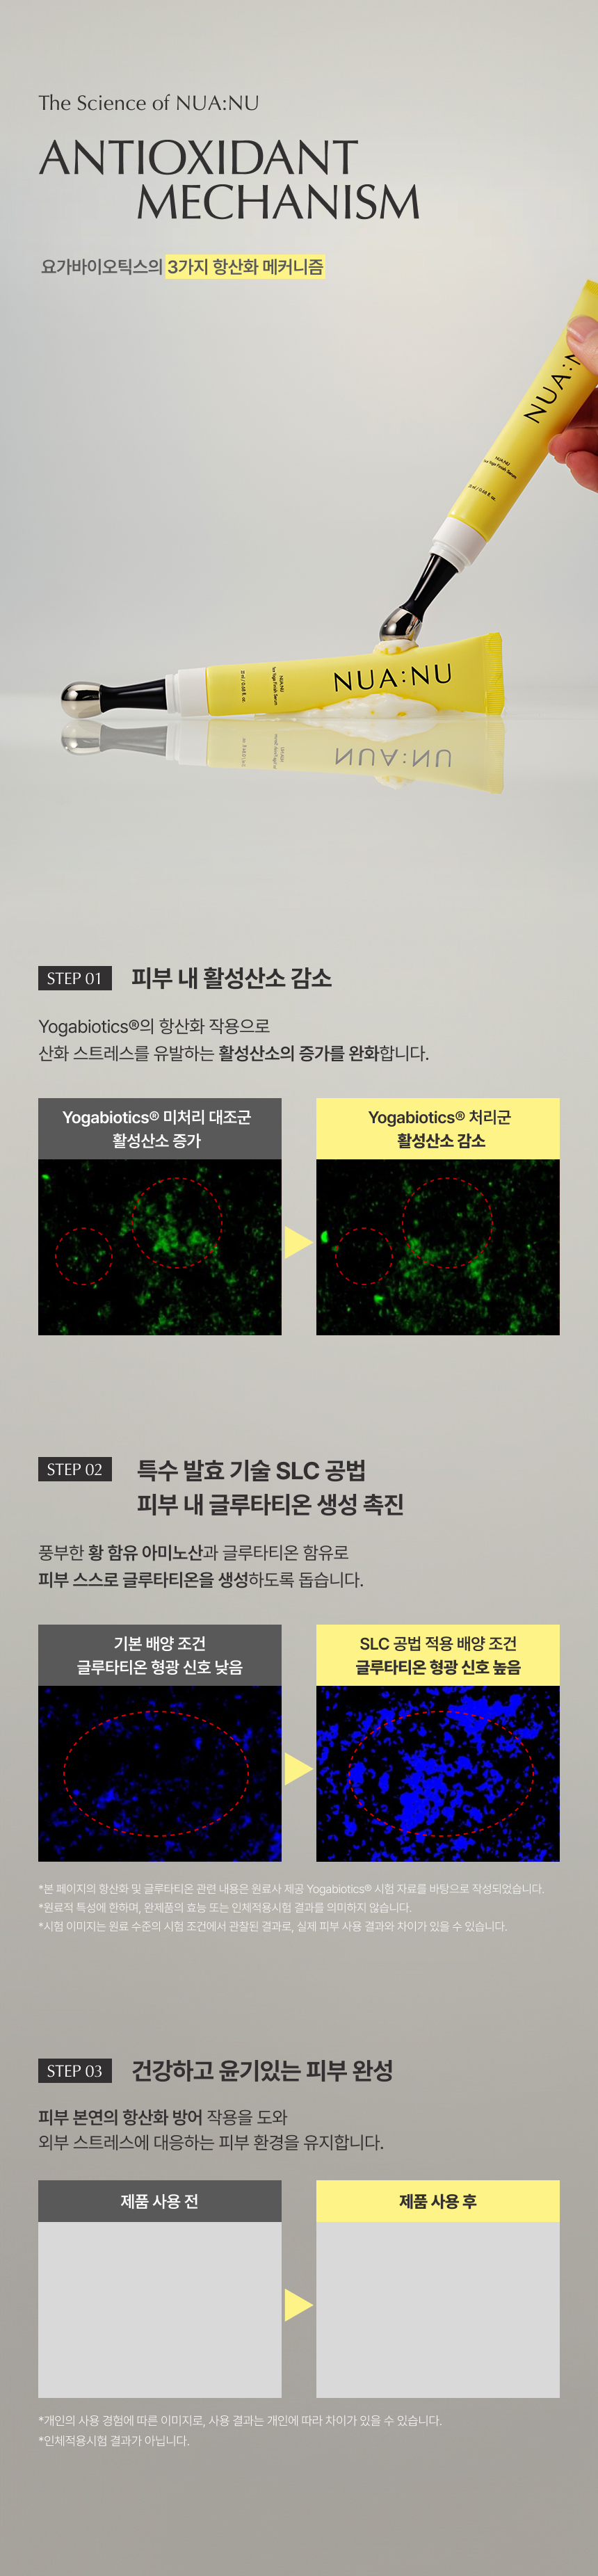 The Science of NUA:NU
ANTIOXIDANT
MECHANISM
요가바이오틱스의 3가지 항산화 메커니즘
NUA:N
NUA:NU
NUA:NU
NUA:NU
STEP 01 피부 내 활성산소 감소
Yogabiotics®의 항산화 작용으로
산화 스트레스를 유발하는 활성산소의 증가를 완화합니다.
Yogabiotics® 미처리 대조군
활성산소 증가
Yogabiotics® 처리군
활성산소 감소
STEP 02 특수 발효 기술 SLC 공법
피부 내 글루타티온 생성 촉진
풍부한 황 함유 아미노산과 글루타티온 함유로
피부 스스로 글루타티온을 생성하도록 돕습니다.
기본 배양 조건
글루타티온 형광 신호 낮음
SLC 공법 적용 배양 조건
글루타티온 형광 신호 높음
*본 페이지의 항산화 및 글루타티온 관련 내용은 원료사 제공 Yogabiotics® 시험 자료를 바탕으로 작성되었습니다.
*원료적 특성에 한하며, 완제품의 효능 또는 인체적용시험 결과를 의미하지 않습니다.
*시험 이미지는 원료 수준의 시험 조건에서 관찰된 결과로, 실제 피부 사용 결과와 차이가 있을 수 있습니다.
STEP 03 건강하고 윤기있는 피부 완성
피부 본연의 항산화 방어 작용을 도와
외부 스트레스에 대응하는 피부 환경을 유지합니다.
제품 사용 전
제품 사용 후
*개인의 사용 경험에 따른 이미지로, 사용 결과는 개인에 따라 차이가 있을 수 있습니다.
*인체적용시험 결과가 아닙니다.